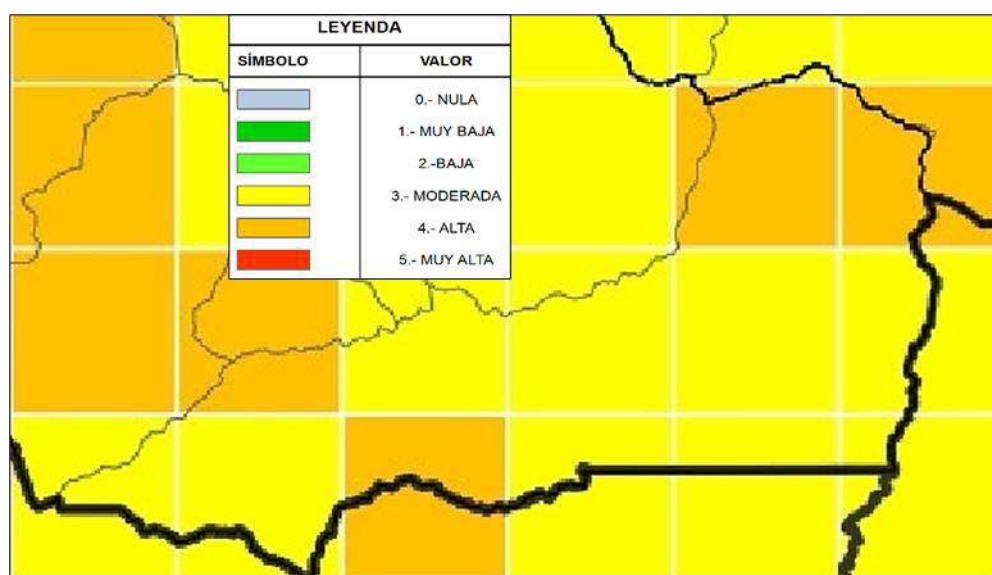 LEYENDA
SÍMBOLO VALOR
0.- NULA
1.- MUY BAJA
2.-BAJA
3.- MODERADA
4.- ALTA
5.- MUY ALTA